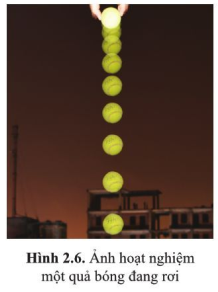 Hình 2.6. Ảnh hoạt nghiệm
một quả bóng đang rơi